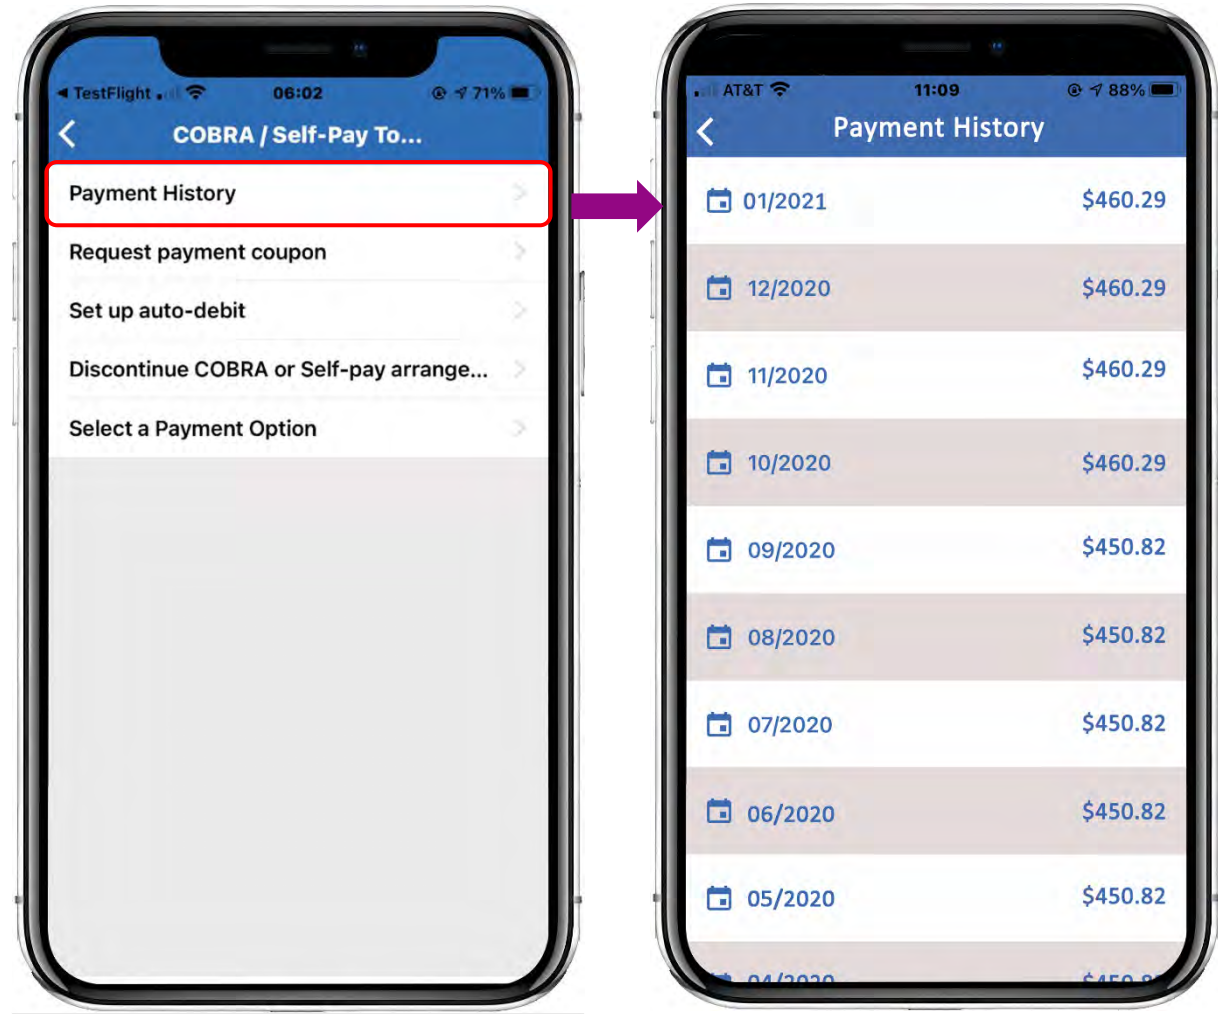 TestFlight
06:02
71%
COBRA / Self-Pay To...
Payment History
Request payment coupon
Set up auto-debit
Discontinue COBRA or Self-pay arrange...
Select a Payment Option
AT&T
11:09
88%
Payment History
01/2021 $460.29
12/2020 $460.29
11/2020 $460.29
10/2020 $460.29
09/2020 $450.82
08/2020 $450.82
07/2020 $450.82
06/2020 $450.82
05/2020 $450.82
04/2020